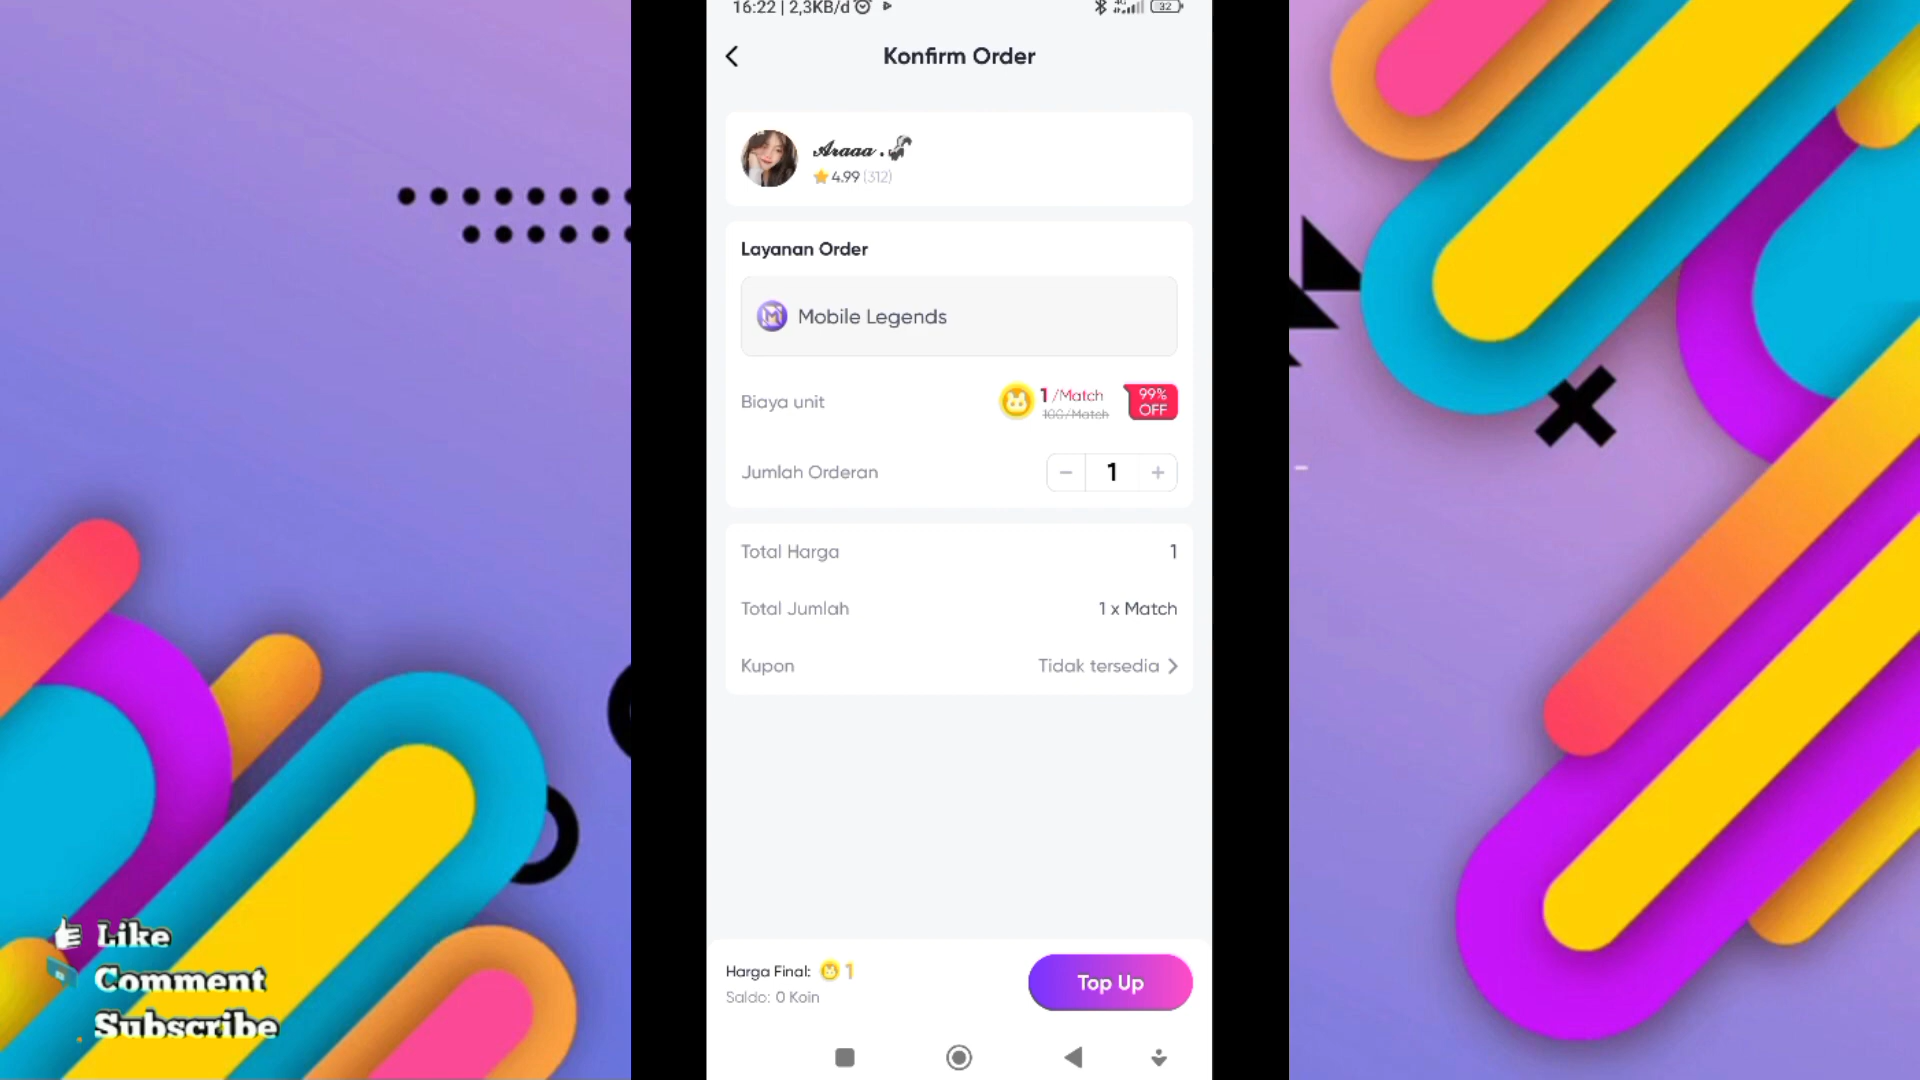 16:22 | 2,3KB/d
4G
32
Konfirm Order
𝓐𝓻𝓪𝓪𝓪 . 🦨
4.99 (312)
Layanan Order
Mobile Legends
Biaya unit
1 /Match
100/Match
99%
OFF
Jumlah Orderan
− 1 +
Total Harga
1
Total Jumlah
1 x Match
Kupon
Tidak tersedia
Harga Final: 1
Saldo: 0 Koin
Top Up
Like
Comment
Subscribe